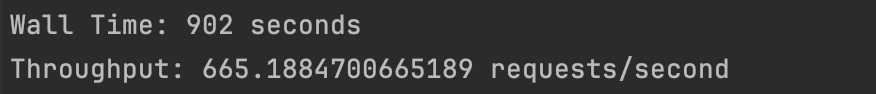 Wall Time: 902 seconds
Throughput: 665.1884700665189 requests/second